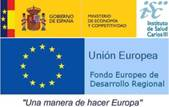 GOBIERNO
DE ESPAÑA
MINISTERIO
DE ECONOMÍA
Y COMPETITIVIDAD
Instituto
de Salud
Carlos III
Unión Europea
Fondo Europeo de
Desarrollo Regional
"Una manera de hacer Europa"